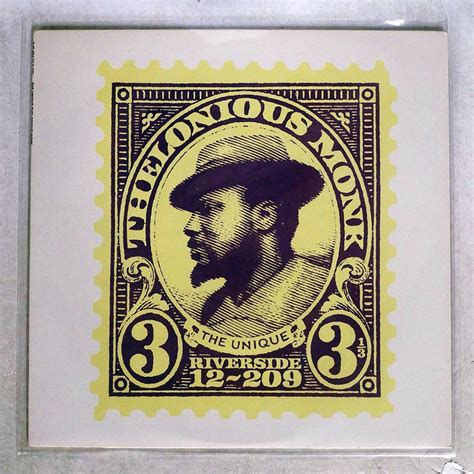 THELONIOUS MONK
THE UNIQUE
3
3 1/3
RIVERSIDE
12~209